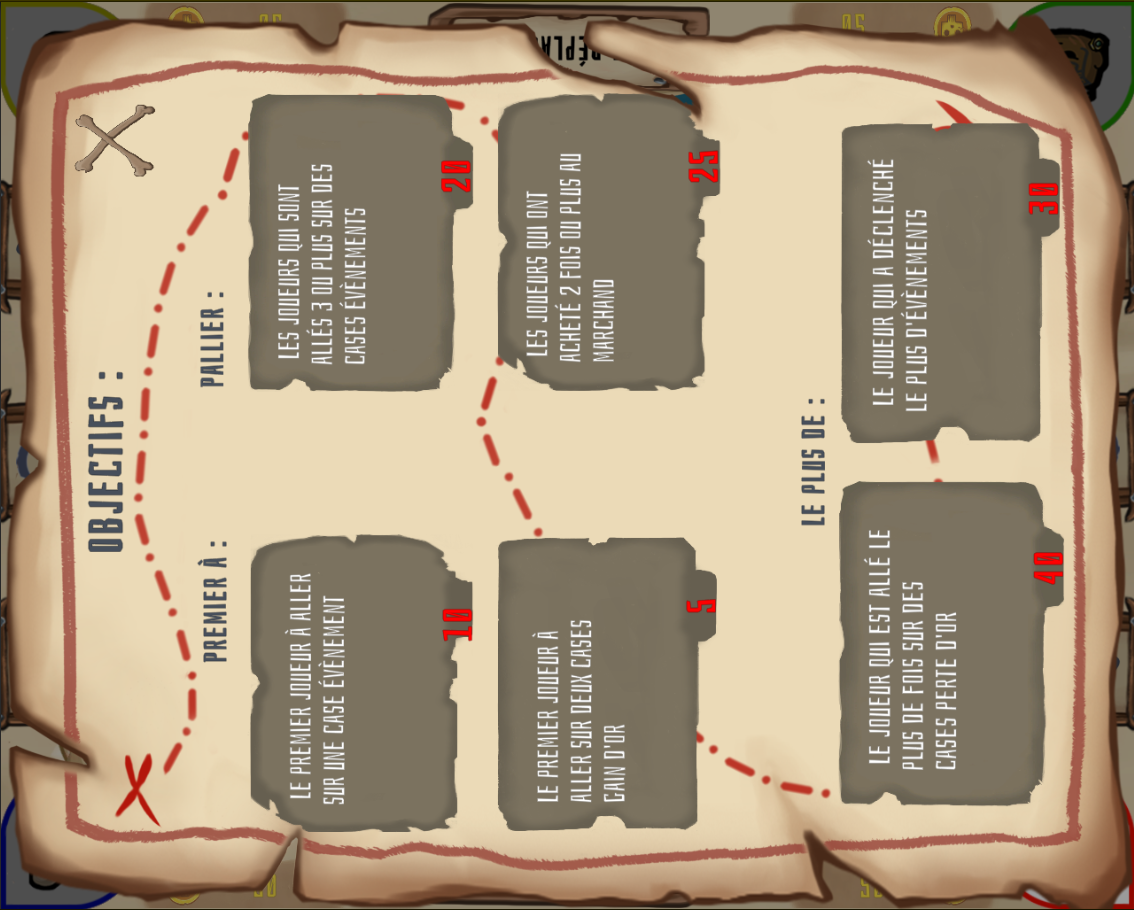 OBJECTIFS :
PREMIER À :
LE PREMIER JOUEUR À ALLER
SUR UNE CASE ÉVÈNEMENT
10
LE PREMIER JOUEUR À
ALLER SUR DEUX CASES
GAIN D'OR
5
PALLIER :
LES JOUEURS QUI SONT
ALLÉS 3 OU PLUS SUR DES
CASES ÉVÈNEMENTS
20
LES JOUEURS QUI ONT
ACHETÉ 2 FOIS OU PLUS AU
MARCHAND
25
LE PLUS DE :
LE JOUEUR QUI EST ALLÉ LE
PLUS DE FOIS SUR DES
CASES PERTE D'OR
40
LE JOUEUR QUI A DÉCLENCHÉ
LE PLUS D'ÉVÈNEMENTS
30
50
50